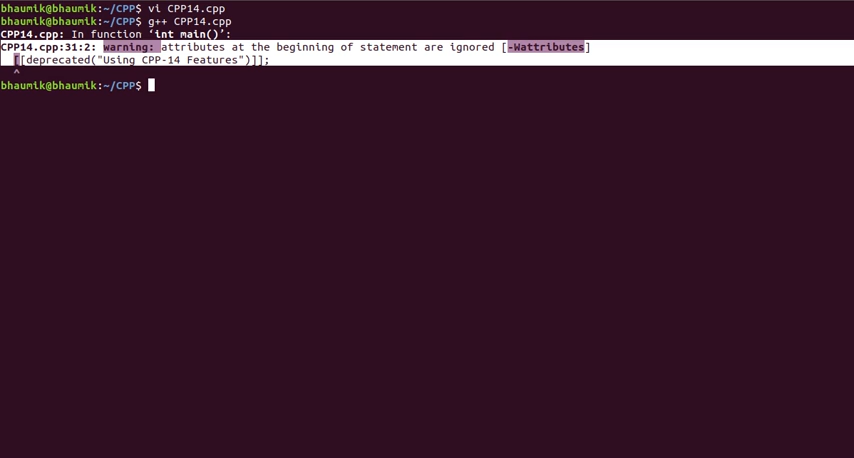 bhaumik@bhaumik:~/CPP$ vi CPP14.cpp
bhaumik@bhaumik:~/CPP$ g++ CPP14.cpp
CPP14.cpp: In function ‘int main()’:
CPP14.cpp:31:2: warning: attributes at the beginning of statement are ignored [-Wattributes]
  [[deprecated("Using CPP-14 Features")]];
  ^
bhaumik@bhaumik:~/CPP$